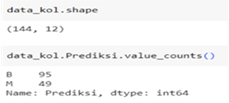 data_kol.shape
(144, 12)
data_kol.Prediksi.value_counts()
B    95
M    49
Name: Prediksi, dtype: int64